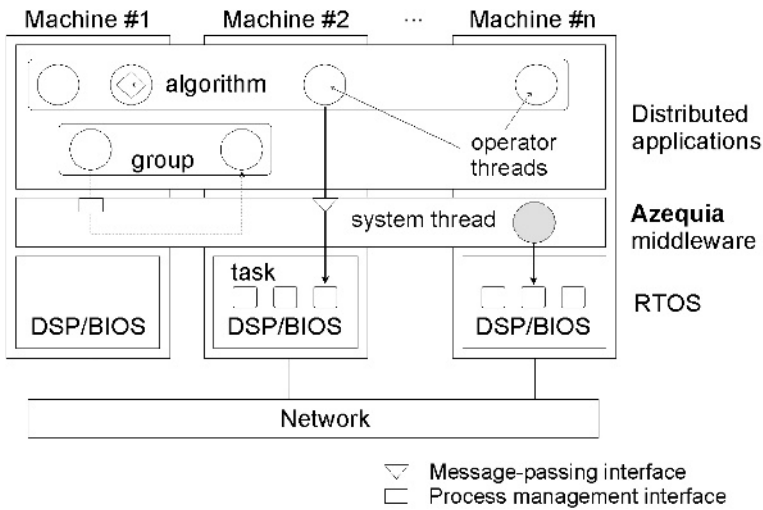 Machine #1
Machine #2
...
Machine #n
algorithm
operator
threads
group
Distributed
applications
system thread
Azequia
middleware
task
DSP/BIOS
DSP/BIOS
DSP/BIOS
RTOS
Network
Message-passing interface
Process management interface